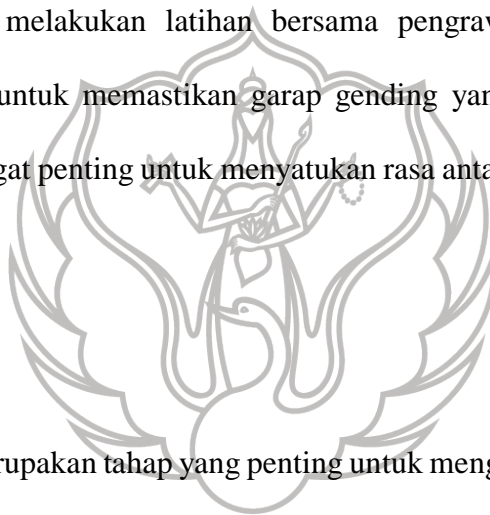 melakukan latihan bersama pengrav
untuk memastikan garap gending yan
gat penting untuk menyatukan rasa anta
rupakan tahap yang penting untuk meng